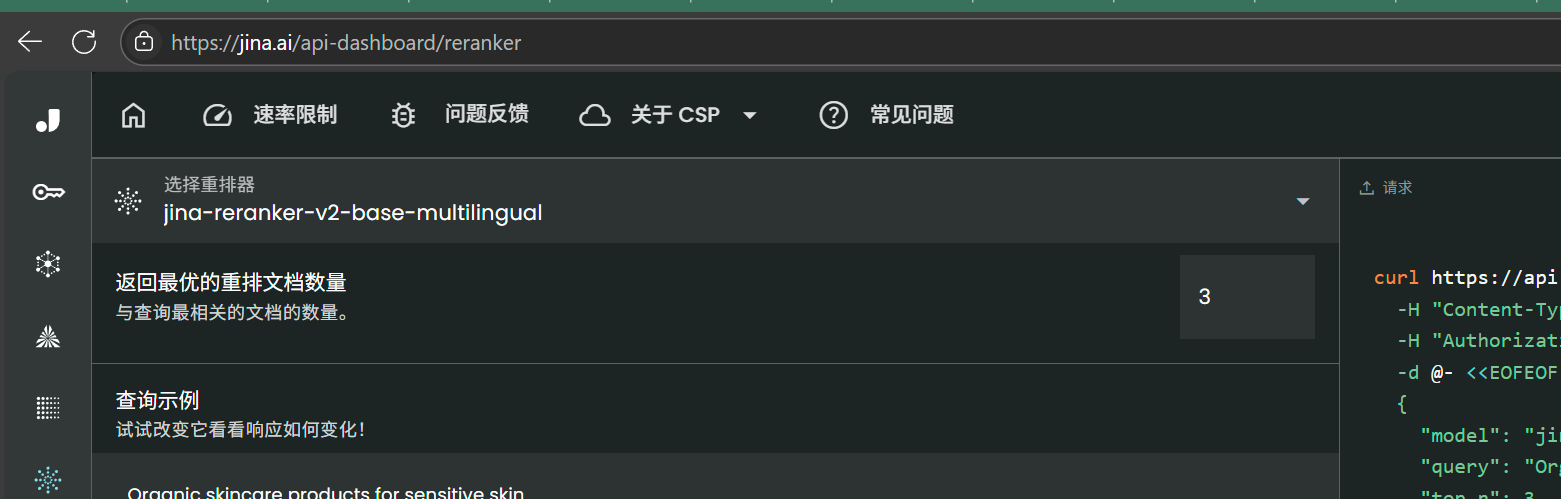 https://jina.ai/api-dashboard/reranker
速率限制 问题反馈 关于 CSP 常见问题
选择重排器
jina-reranker-v2-base-multilingual
请求
返回最优的重排文档数量
与查询最相关的文档的数量。
3
查询示例
试试改变它看看响应如何变化！
Organic skincare products for sensitive skin
curl https://api
-H "Content-Typ
-H "Authorizati
-d @- <<EOFEOF
{
"model": "jin
"query": "Org
"top_n": 3